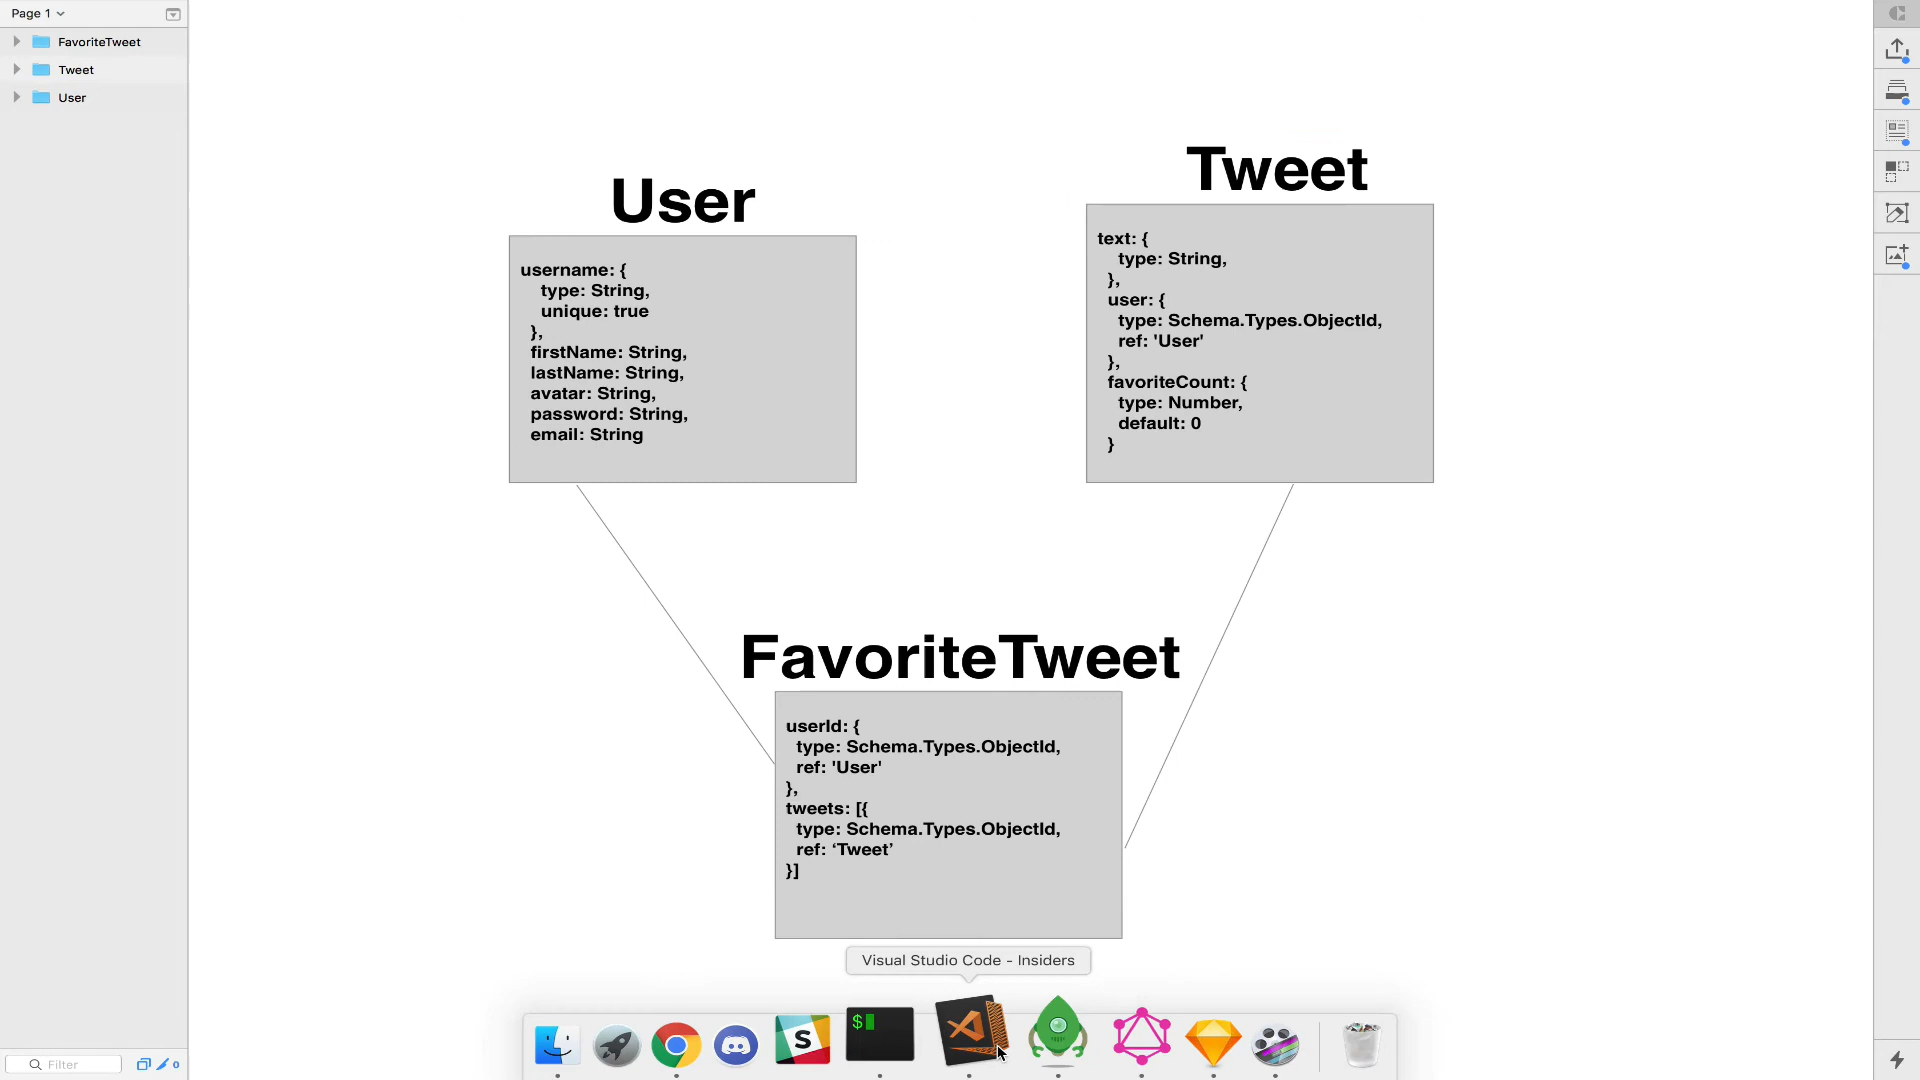 Page 1
FavoriteTweet
Tweet
User
User
username: {
type: String,
unique: true
},
firstName: String,
lastName: String,
avatar: String,
password: String,
email: String
Tweet
text: {
type: String,
},
user: {
type: Schema.Types.ObjectId,
ref: 'User'
},
favoriteCount: {
type: Number,
default: 0
}
FavoriteTweet
userId: {
type: Schema.Types.ObjectId,
ref: 'User'
},
tweets: [{
type: Schema.Types.ObjectId,
ref: ‘Tweet’
}]
Visual Studio Code - Insiders
$
S
Filter
0